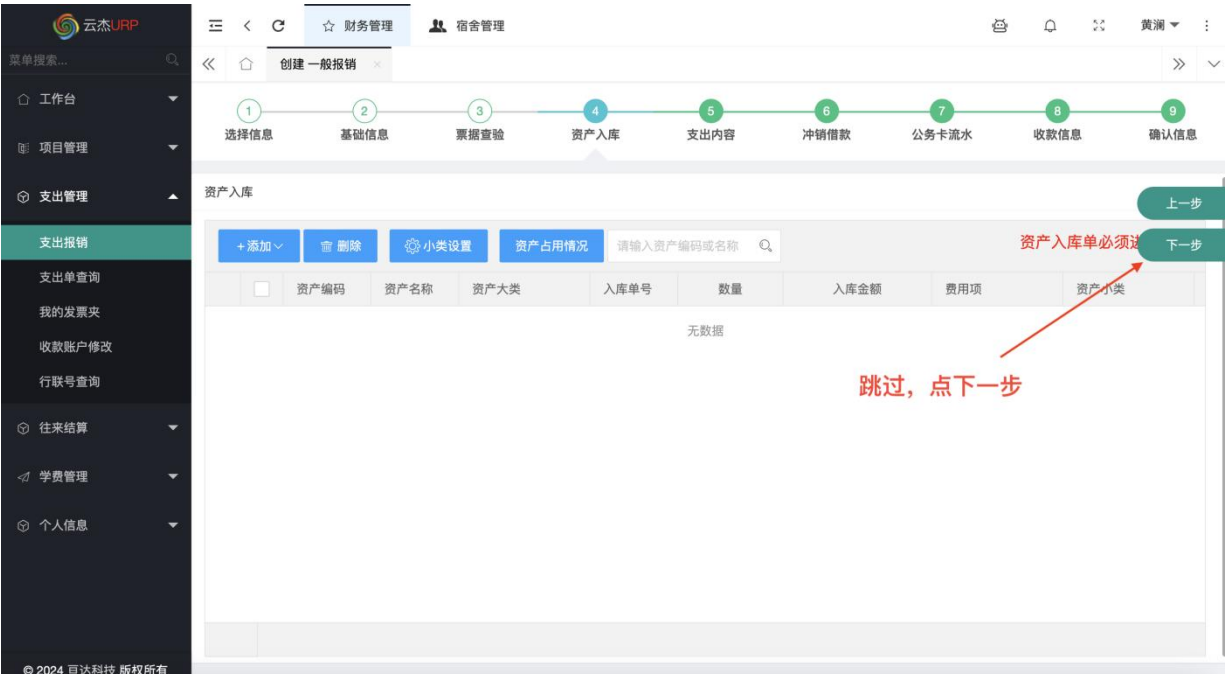 云杰URP
财务管理
宿舍管理
黄澜
菜单搜索...
创建 一般报销
工作台
项目管理
支出管理
支出报销
支出单查询
我的发票夹
收款账户修改
行联号查询
往来结算
学费管理
个人信息
© 2024 亘达科技 版权所有
1 2 3 4 5 6 7 8 9
选择信息 基础信息 票据查验 资产入库 支出内容 冲销借款 公务卡流水 收款信息 确认信息
资产入库
上一步
+添加 删除 小类设置 资产占用情况 请输入资产编码或名称 资产入库单必须 下一步
资产编码 资产名称 资产大类 入库单号 数量 入库金额 费用项 资产小类
无数据
跳过，点下一步